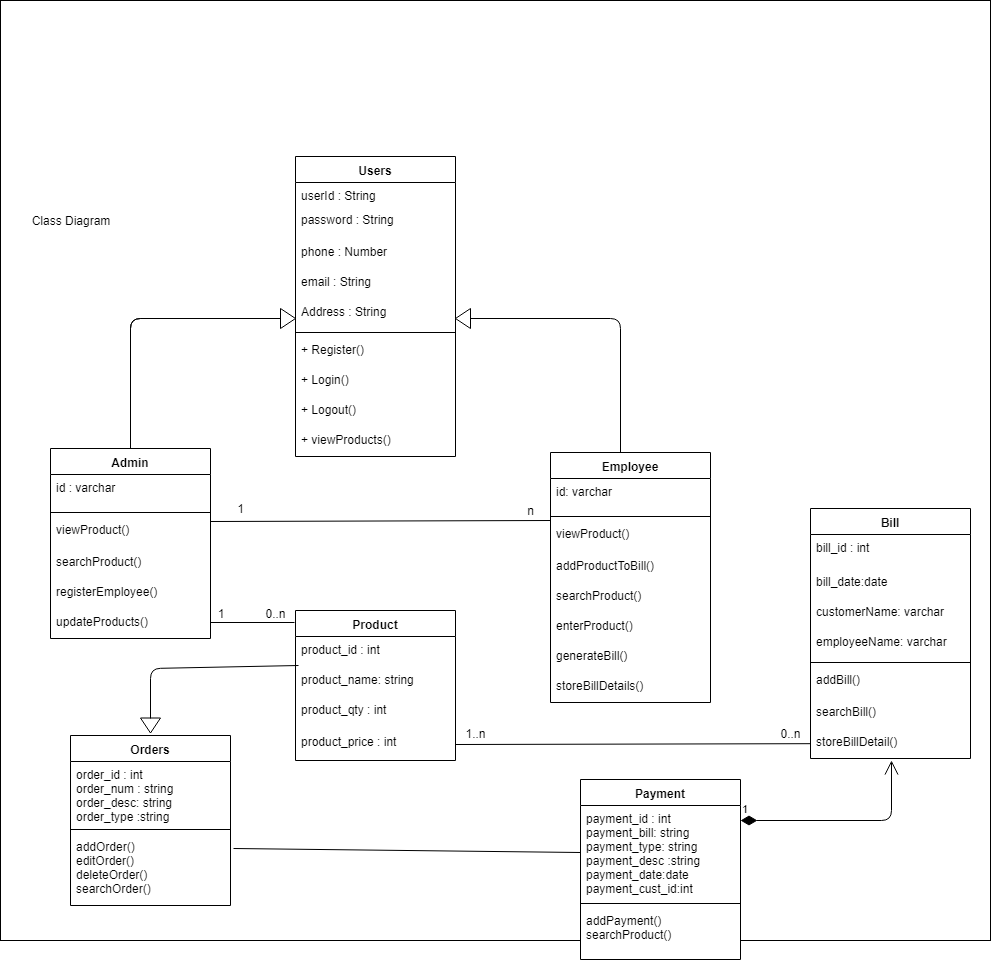 Class Diagram
Users
userId : String
password : String
phone : Number
email : String
Address : String
+ Register()
+ Login()
+ Logout()
+ viewProducts()
Admin
id : varchar
viewProduct()
searchProduct()
registerEmployee()
updateProducts()
1
n
Employee
id: varchar
viewProduct()
addProductToBill()
searchProduct()
enterProduct()
generateBill()
storeBillDetails()
Bill
bill_id : int
bill_date:date
customerName: varchar
employeeName: varchar
addBill()
searchBill()
storeBillDetail()
1
0..n
Product
product_id : int
product_name: string
product_qty : int
product_price : int
1..n
0..n
Orders
order_id : int
order_num : string
order_desc: string
order_type :string
addOrder()
editOrder()
deleteOrder()
searchOrder()
Payment
payment_id : int
payment_bill: string
payment_type: string
payment_desc :string
payment_date:date
payment_cust_id:int
addPayment()
searchProduct()
1